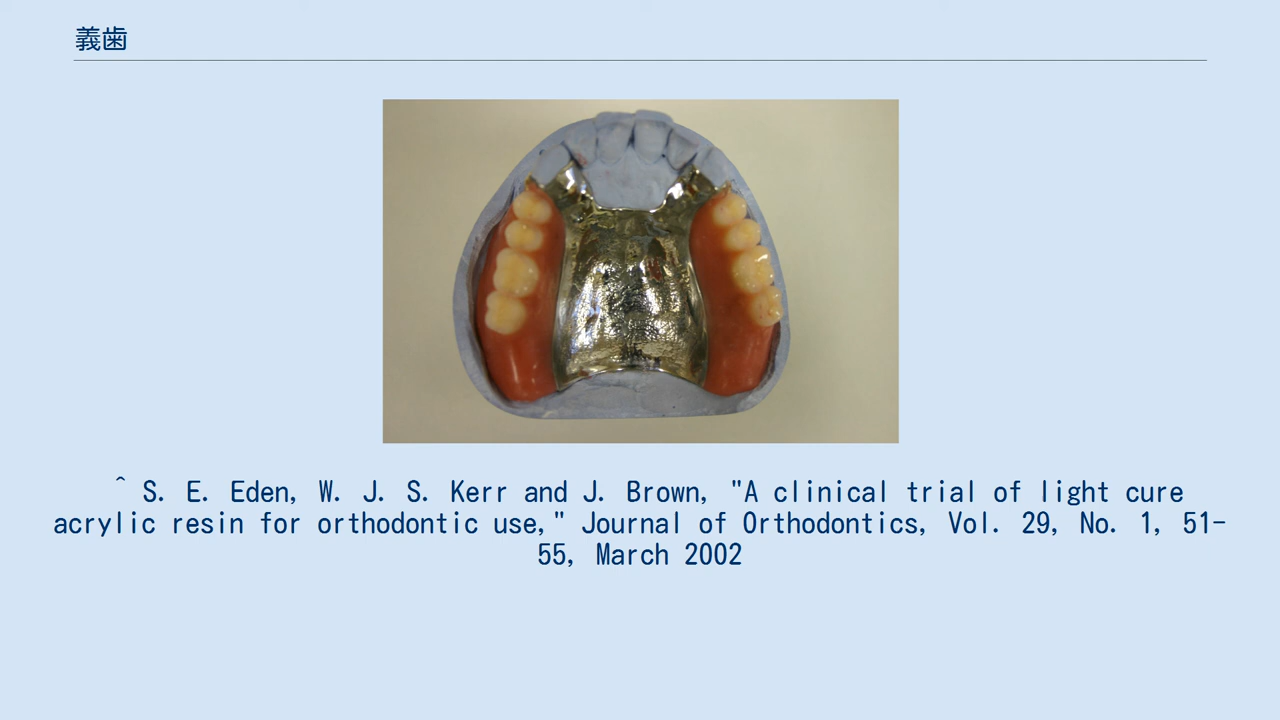 義歯
^ S. E. Eden, W. J. S. Kerr and J. Brown, "A clinical trial of light cure
acrylic resin for orthodontic use," Journal of Orthodontics, Vol. 29, No. 1, 51-
55, March 2002